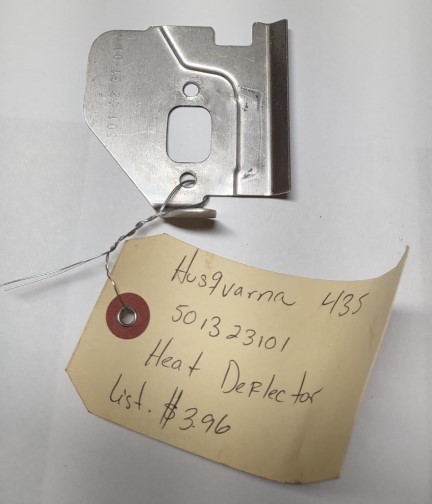 Husqvarna 435
501323101
Heat Deflector
List. $3.96